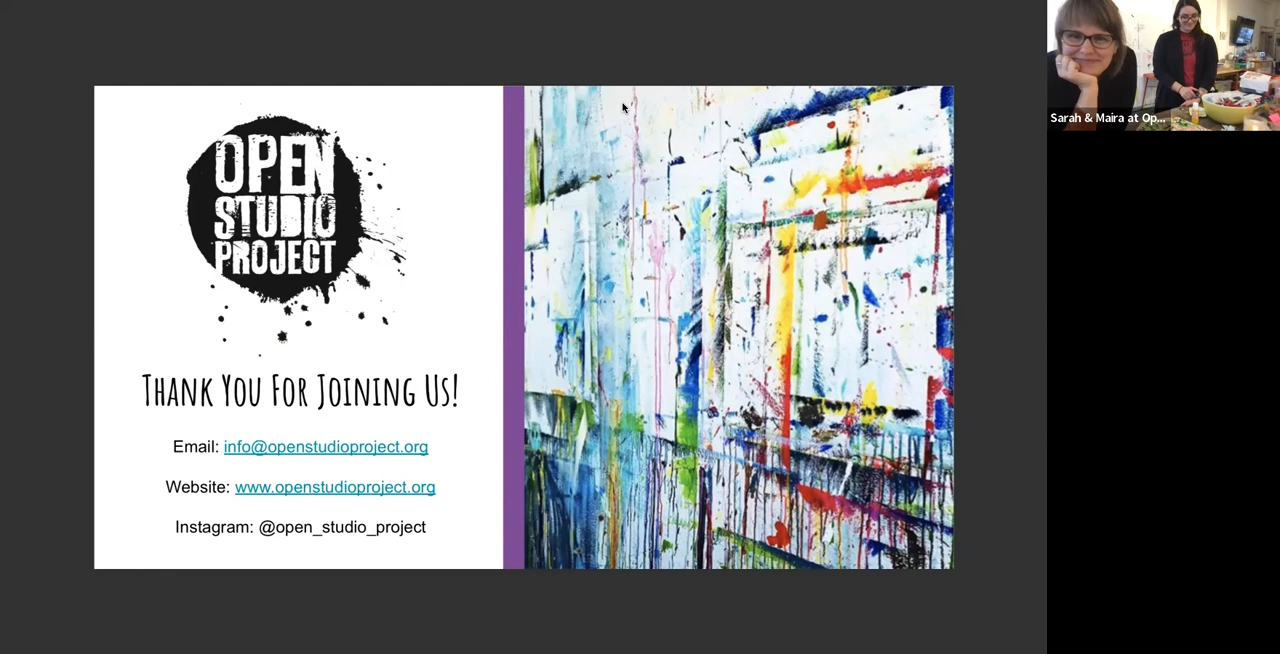 OPEN
STUDIO
PROJECT
Thank You For Joining Us!
Email: info@openstudioproject.org
Website: www.openstudioproject.org
Instagram: @open_studio_project
Sarah & Maira at Op...